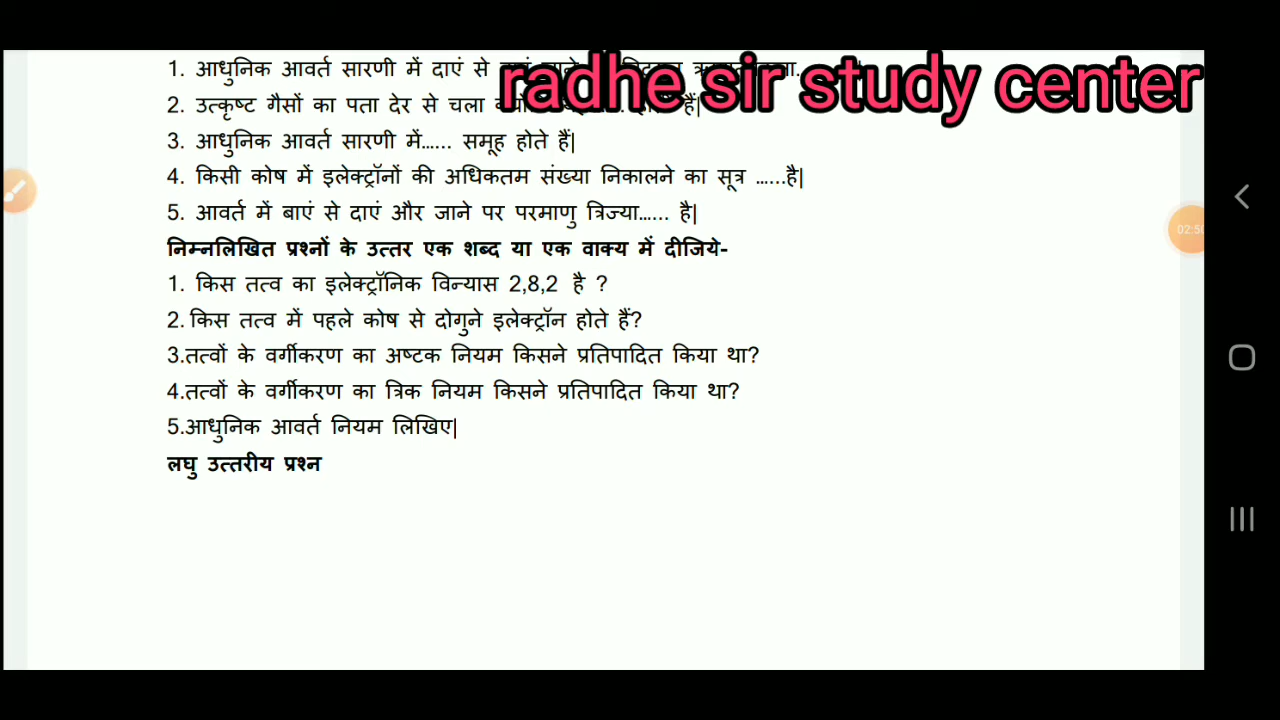 1. आधुनिक आवर्त सारणी में दाएं से
radhe sir study center
2. उत्कृष्ट गैसों का पता देर से चला हैं|
3. आधुनिक आवर्त सारणी में…... समूह होते हैं|
4. किसी कोष में इलेक्ट्रॉनों की अधिकतम संख्या निकालने का सूत्र …...है|
5. आवर्त में बाएं से दाएं और जाने पर परमाणु त्रिज्या…... है|
निम्नलिखित प्रश्नों के उत्तर एक शब्द या एक वाक्य में दीजिये-
1. किस तत्व का इलेक्ट्रॉनिक विन्यास 2,8,2 है ?
2. किस तत्व में पहले कोष से दोगुने इलेक्ट्रॉन होते हैं?
3.तत्वों के वर्गीकरण का अष्टक नियम किसने प्रतिपादित किया था?
4.तत्वों के वर्गीकरण का त्रिक नियम किसने प्रतिपादित किया था?
5.आधुनिक आवर्त नियम लिखिए|
लघु उत्तरीय प्रश्न